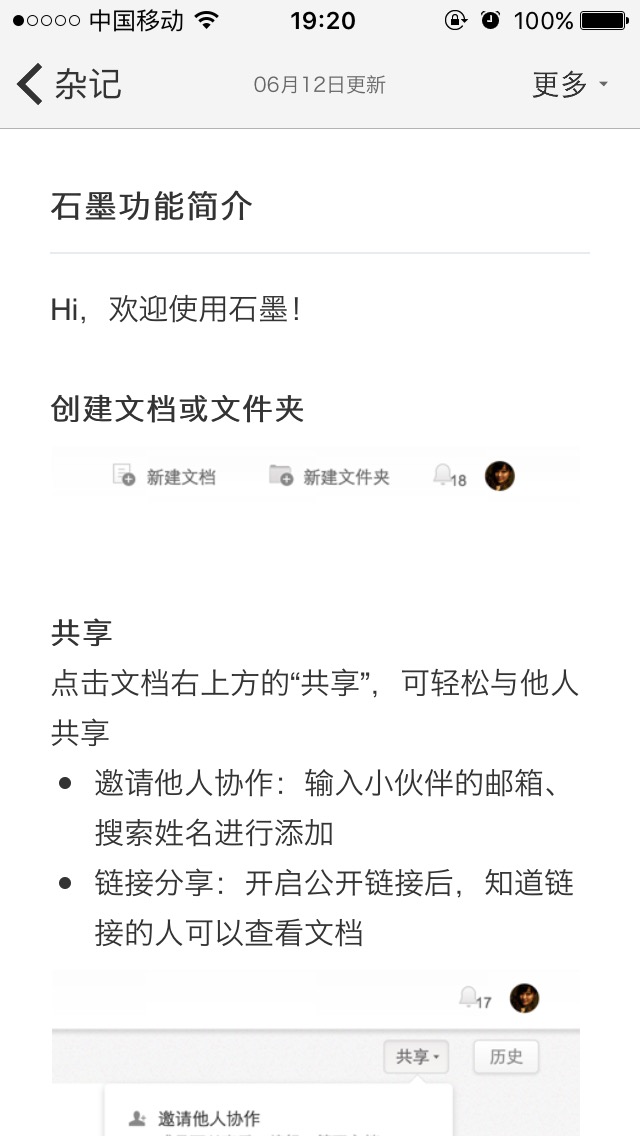 中国移动 19:20 100%
杂记 06月12日更新 更多
石墨功能简介
Hi，欢迎使用石墨！
创建文档或文件夹
新建文档 新建文件夹 18
共享
点击文档右上方的“共享”，可轻松与他人
共享
邀请他人协作：输入小伙伴的邮箱、
搜索姓名进行添加
链接分享：开启公开链接后，知道链
接的人可以查看文档
17
共享 历史
邀请他人协作